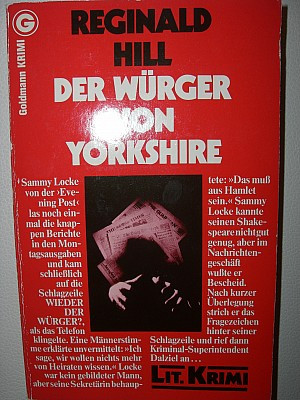 G
Goldmann KRIMI
REGINALD
HILL
DER WÜRGER
VON
YORKSHIRE
Sammy Locke
von der ›Eve-
ning Post‹
las noch ein-
mal die knap-
pen Berichte
in den Mon-
tagsausgaben
und kam
schließlich
auf die
Schlagzeile
WIEDER
DER
WÜRGER?,
als das Telefon
klingelte. Eine Männerstim-
me erklärte unvermittelt: »Ich
sage, wir wollen nichts mehr
von Heiraten wissen.« Locke
war kein gebildeter Mann,
aber seine Sekretärin behaup-
tete: »Das muß
aus Hamlet
sein.« Sammy
Locke kannte
seinen Shake-
speare nicht gut
genug, aber im
Nachrichten-
geschäft
wußte er
Bescheid.
Nach kurzer
Überlegung
strich er das
Fragezeichen
hinter seiner
Schlagzeile und rief dann
Kriminal-Superintendent
Dalziel an ...
LIT. KRIMI